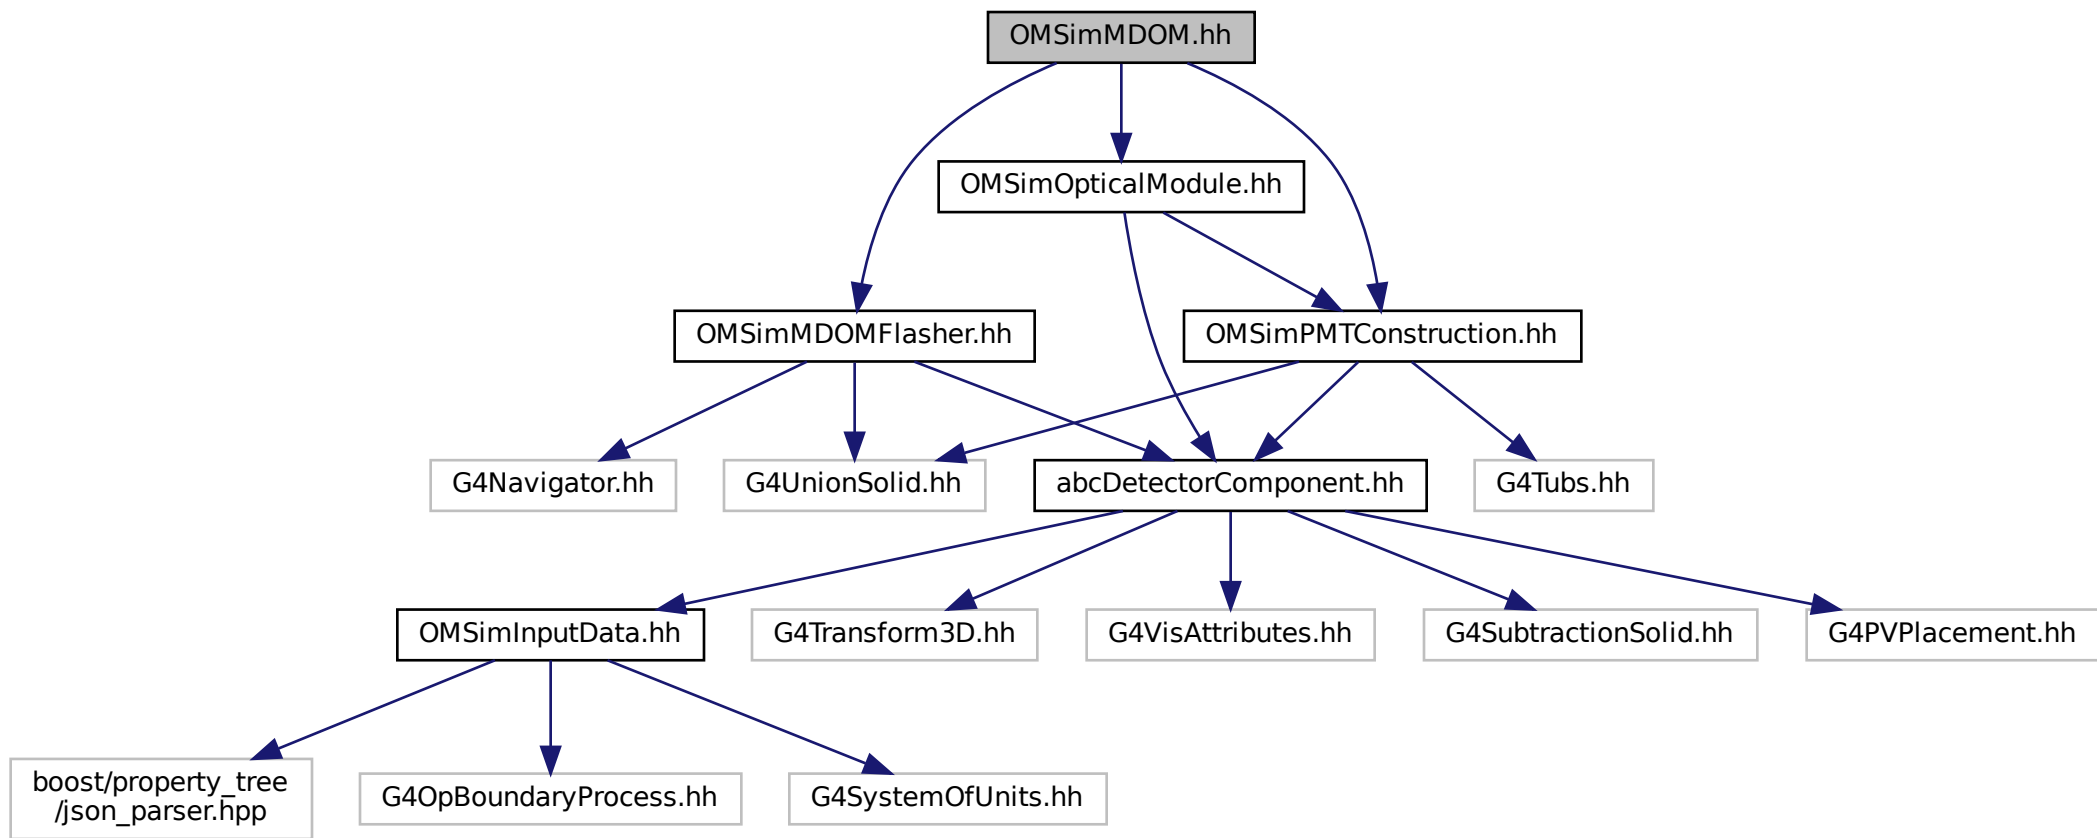 OMSimMDOM.hh
OMSimOpticalModule.hh
OMSimMDOMFlasher.hh
OMSimPMTConstruction.hh
G4Navigator.hh
G4UnionSolid.hh
abcDetectorComponent.hh
G4Tubs.hh
OMSimInputData.hh
G4Transform3D.hh
G4VisAttributes.hh
G4SubtractionSolid.hh
G4PVPlacement.hh
boost/property_tree
/json_parser.hpp
G4OpBoundaryProcess.hh
G4SystemOfUnits.hh